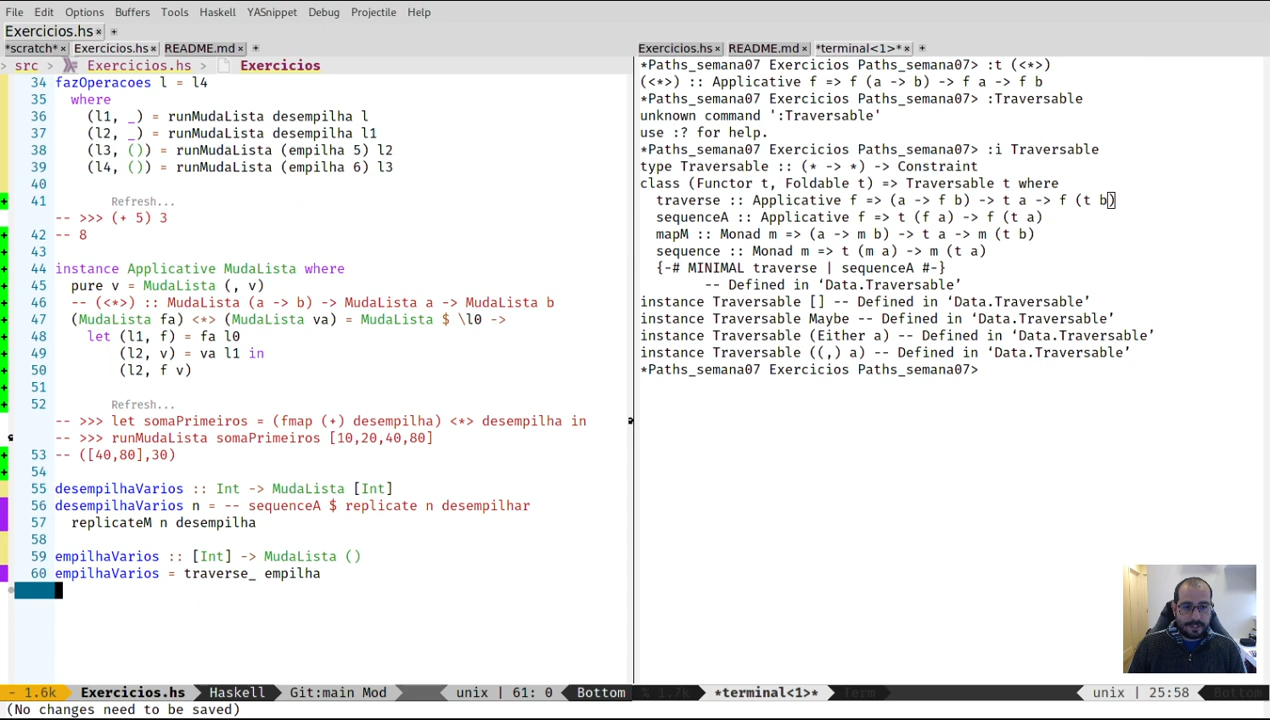 File Edit Options Buffers Tools Haskell YASnippet Debug Projectile Help
Exercicios.hs× +
*scratch*× Exercicios.hs× README.md× +
> src > Exercicios.hs > Exercicios
34 fazOperacoes l = l4
35 where
36 (l1, _) = runMudaLista desempilha l
37 (l2, _) = runMudaLista desempilha l1
38 (l3, ()) = runMudaLista (empilha 5) l2
39 (l4, ()) = runMudaLista (empilha 6) l3
40
41 Refresh...
-- >>> (+ 5) 3
42 -- 8
43
44 instance Applicative MudaLista where
45 pure v = MudaLista (, v)
46 -- (<*>) :: MudaLista (a -> b) -> MudaLista a -> MudaLista b
47 (MudaLista fa) <*> (MudaLista va) = MudaLista $ \l0 ->
48 let (l1, f) = fa l0
49 (l2, v) = va l1 in
50 (l2, f v)
51
52 Refresh...
-- >>> let somaPrimeiros = (fmap (+) desempilha) <*> desempilha in
-- >>> runMudaLista somaPrimeiros [10,20,40,80]
53 -- ([40,80],30)
54
55 desempilhaVarios :: Int -> MudaLista [Int]
56 desempilhaVarios n = -- sequenceA $ replicate n desempilhar
57 replicateM n desempilha
58
59 empilhaVarios :: [Int] -> MudaLista ()
60 empilhaVarios = traverse_ empilha
- 1.6k Exercicios.hs Haskell Git:main Mod unix | 61: 0 Bottom
(No changes need to be saved)
Exercicios.hs× README.md× *terminal<1>*× +
*Paths_semana07 Exercicios Paths_semana07> :t (<*>)
(<*>) :: Applicative f => f (a -> b) -> f a -> f b
*Paths_semana07 Exercicios Paths_semana07> :Traversable
unknown command ':Traversable'
use :? for help.
*Paths_semana07 Exercicios Paths_semana07> :i Traversable
type Traversable :: (* -> *) -> Constraint
class (Functor t, Foldable t) => Traversable t where
traverse :: Applicative f => (a -> f b) -> t a -> f (t b)
sequenceA :: Applicative f => t (f a) -> f (t a)
mapM :: Monad m => (a -> m b) -> t a -> m (t b)
sequence :: Monad m => t (m a) -> m (t a)
{-# MINIMAL traverse | sequenceA #-}
-- Defined in ‘Data.Traversable’
instance Traversable [] -- Defined in ‘Data.Traversable’
instance Traversable Maybe -- Defined in ‘Data.Traversable’
instance Traversable (Either a) -- Defined in ‘Data.Traversable’
instance Traversable ((,) a) -- Defined in ‘Data.Traversable’
*Paths_semana07 Exercicios Paths_semana07>
% 1.7k *terminal<1>* Term unix | 25:58 Bottom